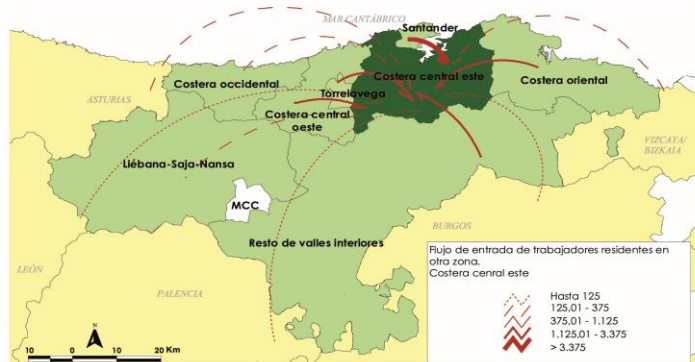 MAR CANTÁBRICO
Santander
Costera occidental
Costera central este
Costera oriental
ASTURIAS
Torrelavega
Costera central
oeste
VIZCAYA/
BIZKAIA
Liébana-Saja-Nansa
MCC
BURGOS
Resto de valles interiores
LEÓN
PALENCIA
Flujo de entrada de trabajadores residentes en
otra zona.
Costera cenral este
Hasta 125
125,01 - 375
375,01 - 1.125
1.125,01 - 3.375
> 3.375
N
10 0 10 20 Km